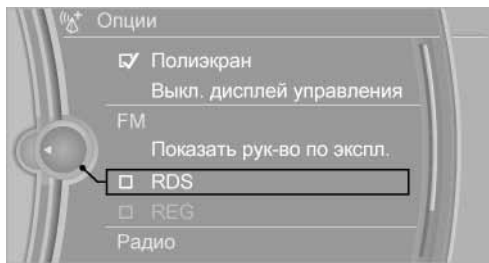 Опции
Полиэкран
Выкл. дисплей управления
FM
Показать рук-во по экспл.
RDS
REG
Радио